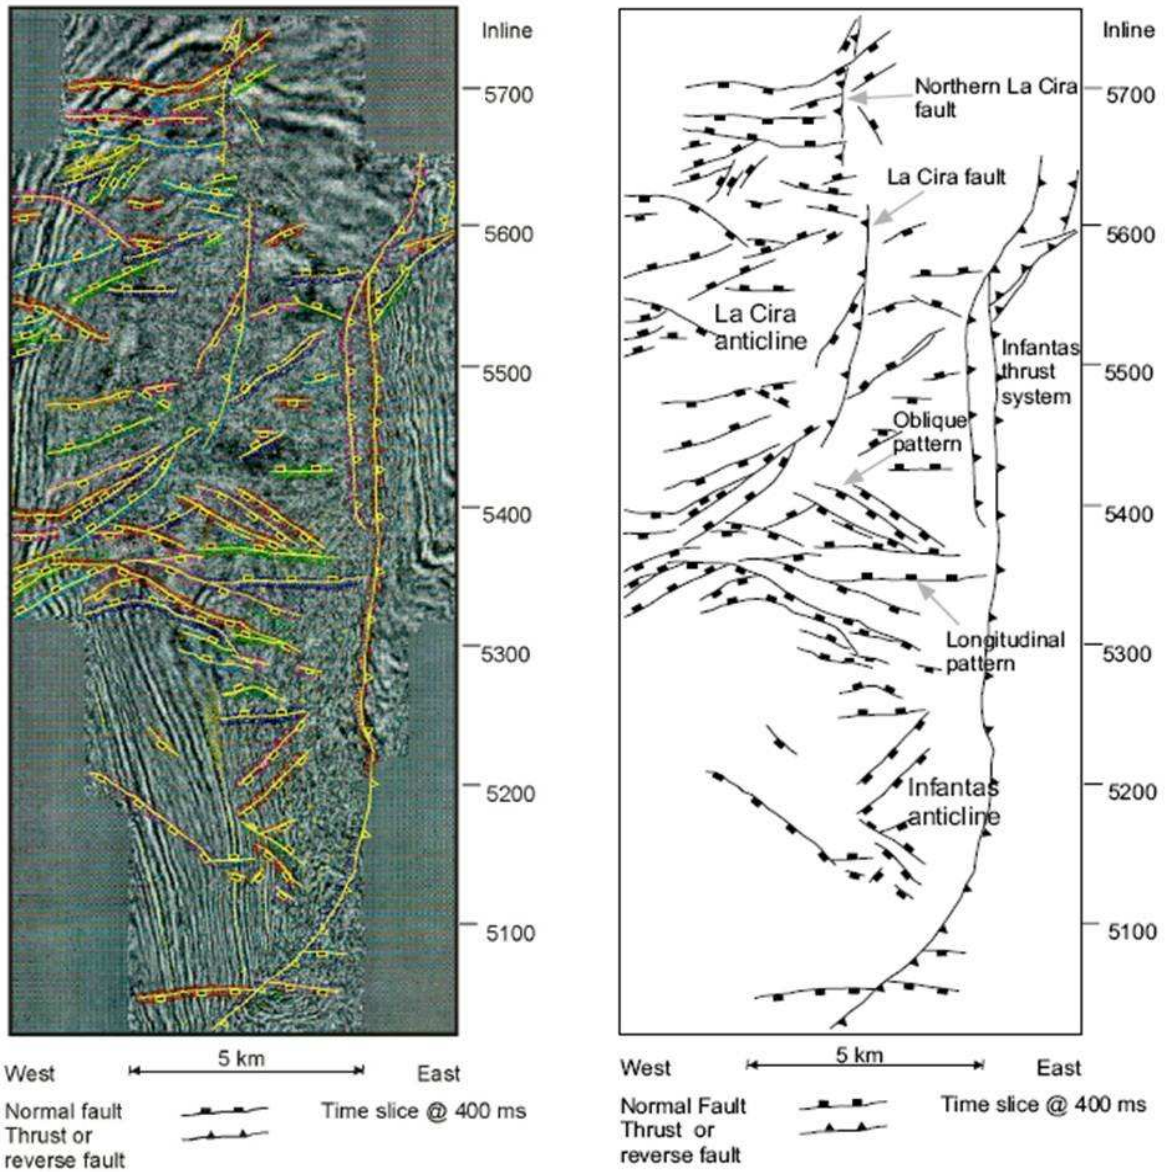 Inline
5700
5600
5500
5400
5300
5200
5100
5 km
West
East
Normal fault
Time slice @ 400 ms
Thrust or
reverse fault
Inline
5700
Northern La Cira
fault
La Cira fault
5600
La Cira
anticline
5500
Infantas
thrust
system
Oblique
pattern
5400
Longitudinal
pattern
5300
5200
Infantas
anticline
5100
5 km
West
East
Normal Fault
Time slice @ 400 ms
Thrust or
reverse fault